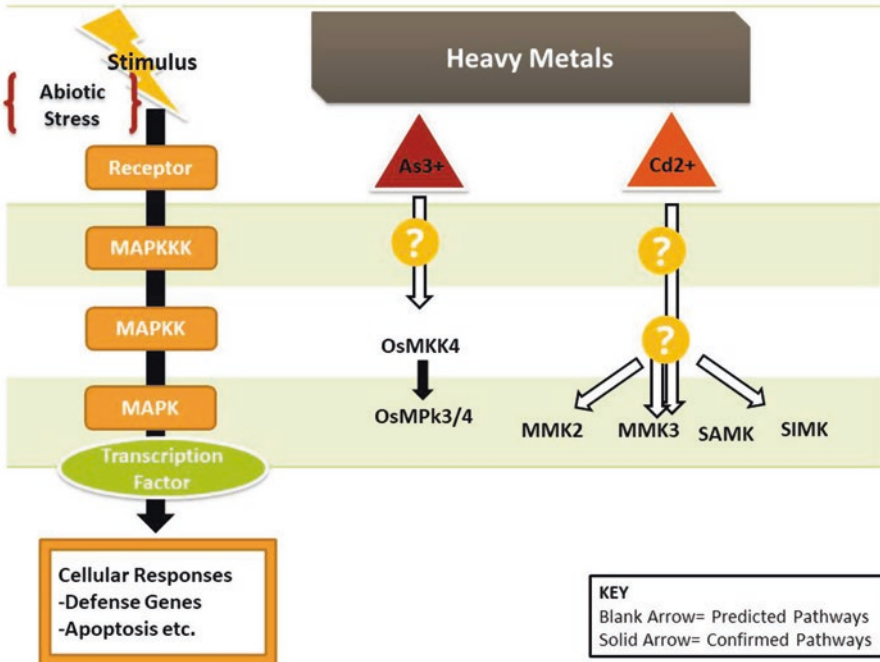 Stimulus
Abiotic
Stress
Receptor
MAPKKK
MAPKK
MAPK
Transcription
Factor
Cellular Responses
-Defense Genes
-Apoptosis etc.
Heavy Metals
As3+
?
OsMKK4
OsMPk3/4
Cd2+
?
?
MMK2
MMK3
SAMK
SIMK
KEY
Blank Arrow= Predicted Pathways
Solid Arrow= Confirmed Pathways